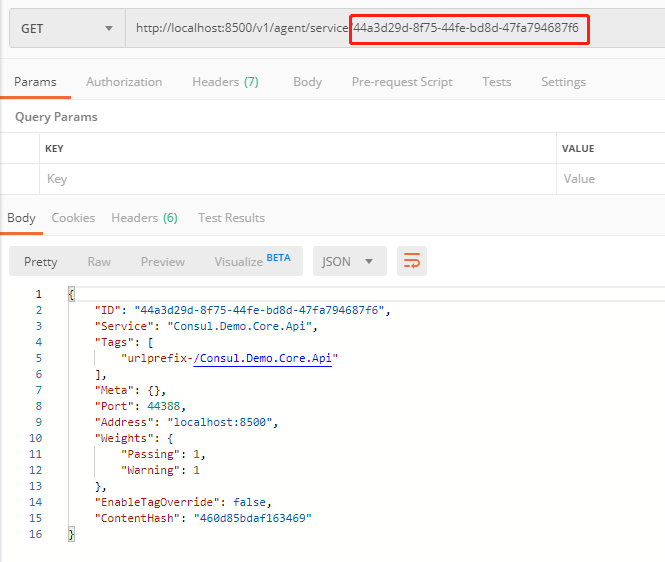 GET http://localhost:8500/v1/agent/service/44a3d29d-8f75-44fe-bd8d-47fa794687f6
Params Authorization Headers (7) Body Pre-request Script Tests Settings
Query Params
KEY VALUE
Key Value
Body Cookies Headers (6) Test Results
Pretty Raw Preview Visualize BETA JSON
1 {
2 "ID": "44a3d29d-8f75-44fe-bd8d-47fa794687f6",
3 "Service": "Consul.Demo.Core.Api",
4 "Tags": [
5 "urlprefix-/Consul.Demo.Core.Api"
6 ],
7 "Meta": {},
8 "Port": 44388,
9 "Address": "localhost:8500",
10 "Weights": {
11 "Passing": 1,
12 "Warning": 1
13 },
14 "EnableTagOverride": false,
15 "ContentHash": "460d85bdaf163469"
16 }